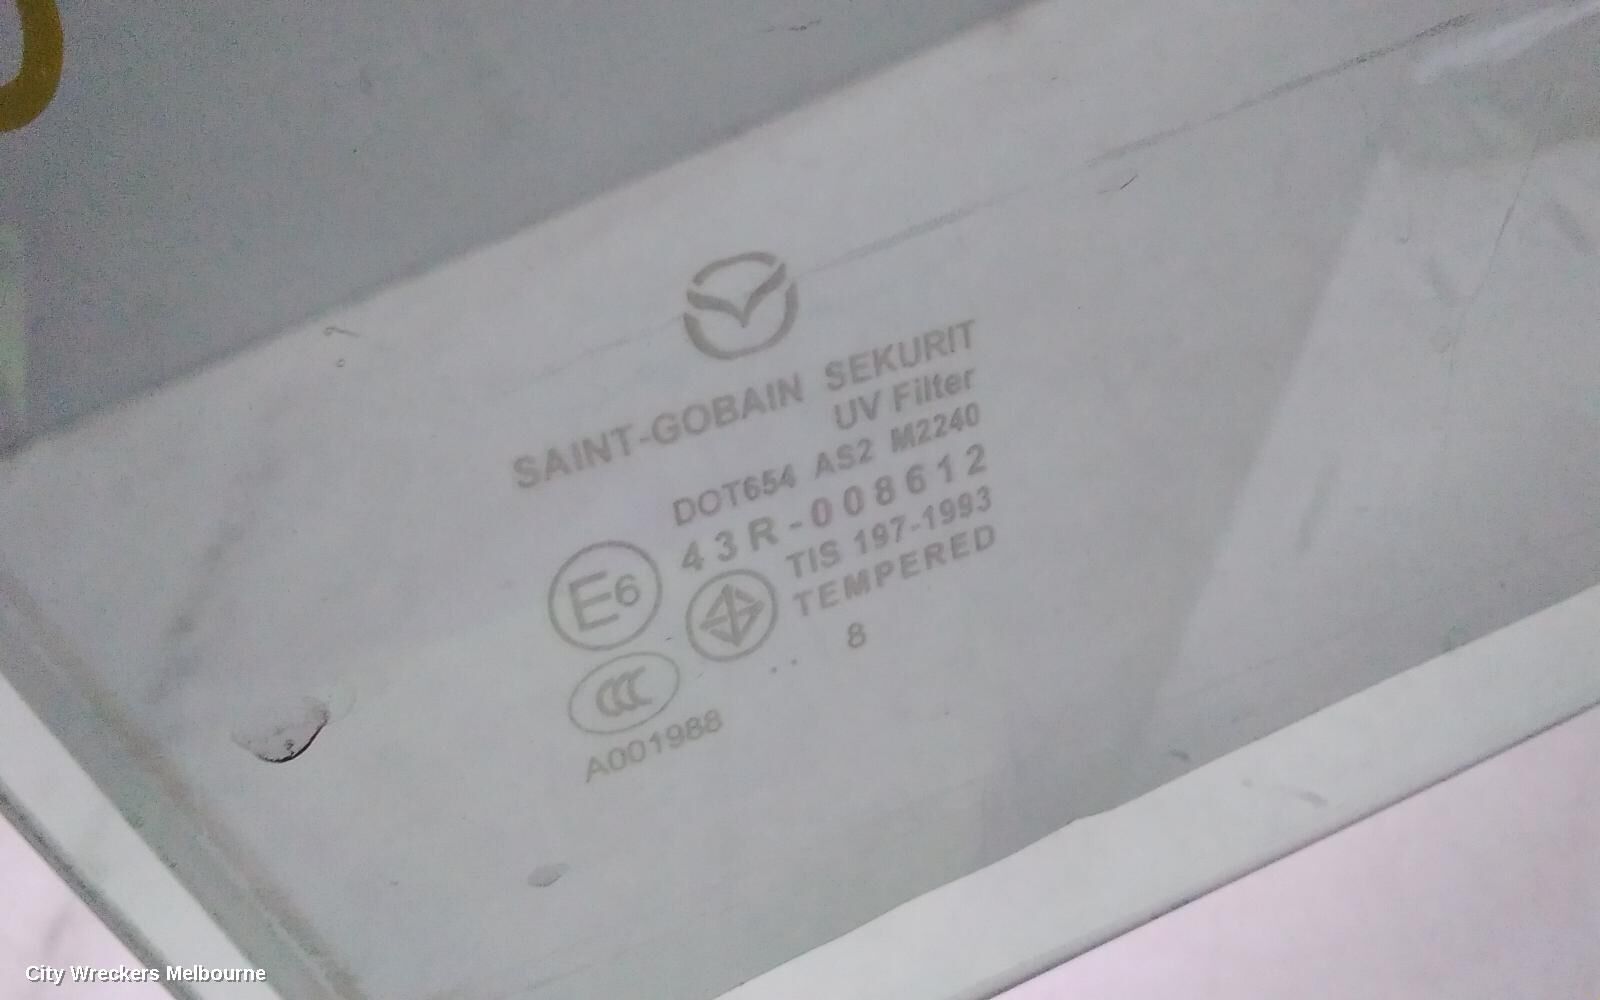 SAINT-GOBAIN SEKURIT
UV Filter
DOT654 AS2 M2240
43R-008612
E6
TIS 197-1993
TEMPERED
.. 8
CCC
A001988
City Wreckers Melbourne